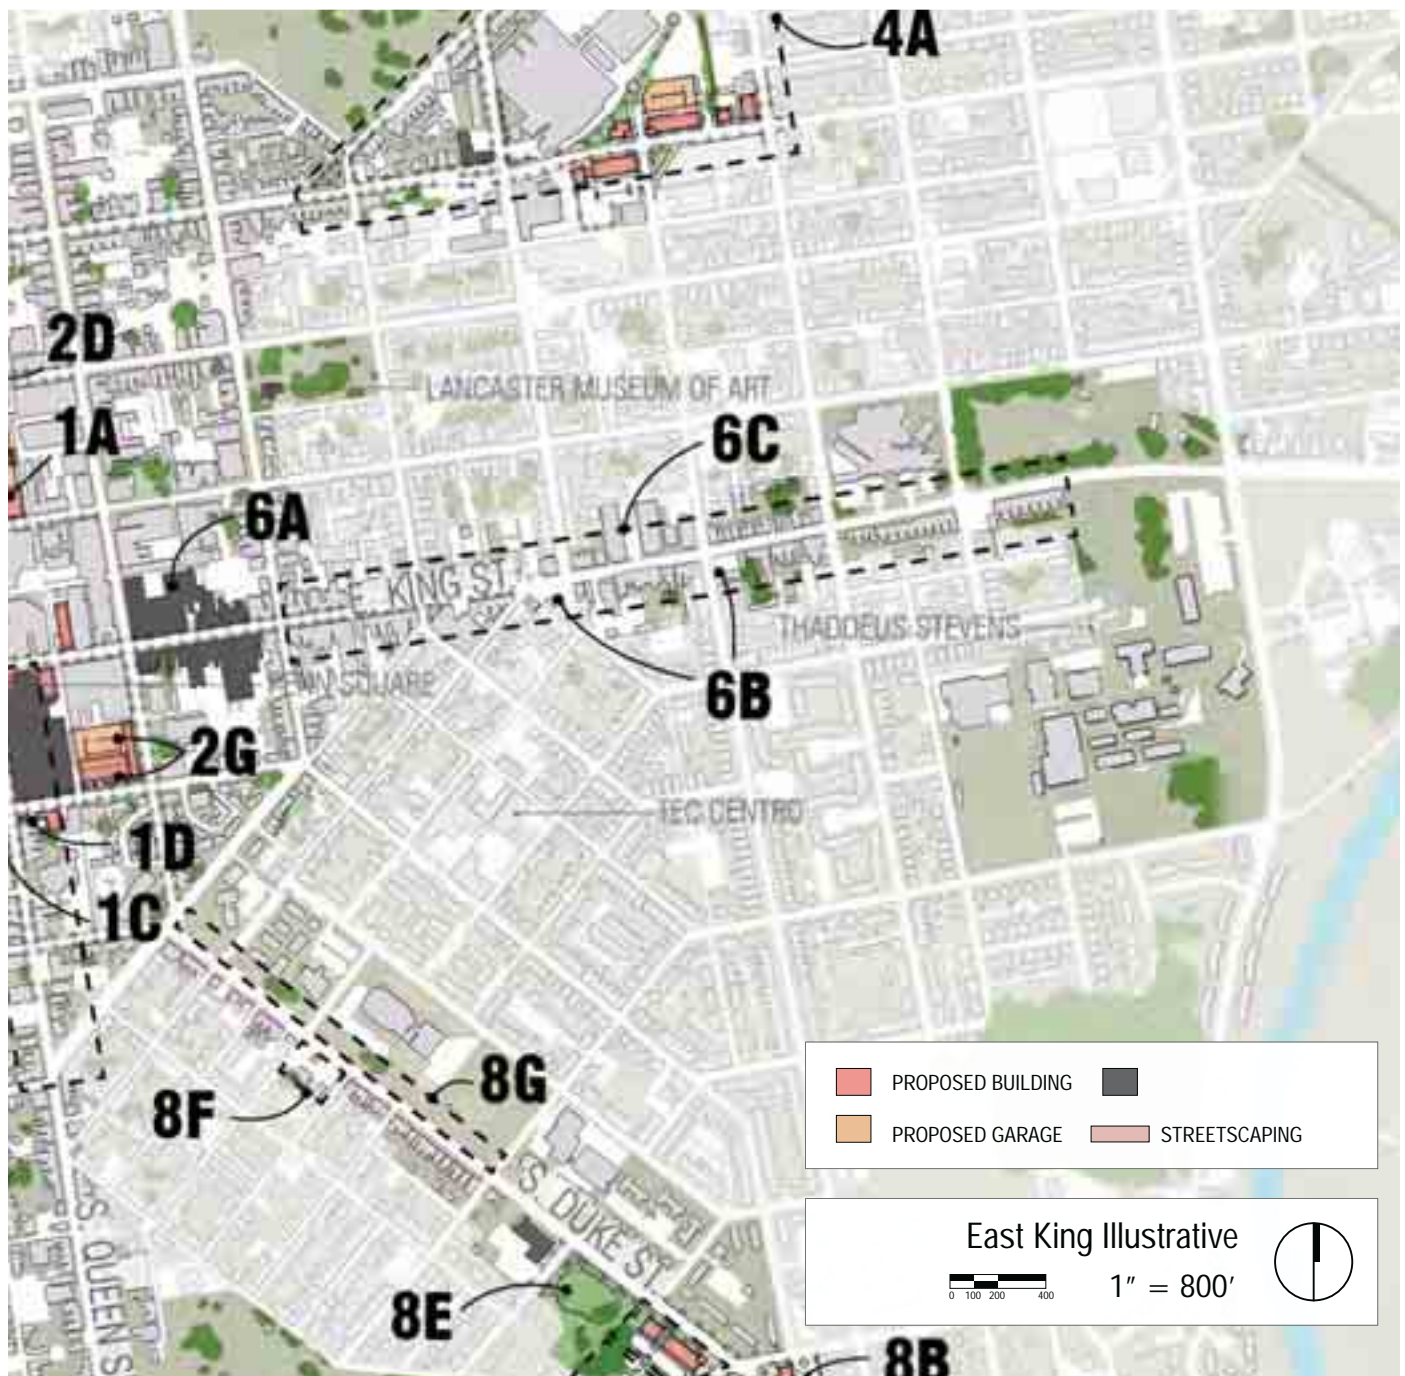 4A
2D
LANCASTER MUSEUM OF ART
1A
6C
6A
E. KING ST.
THADDEUS STEVENS
PENN SQUARE
6B
2G
TEC CENTRO
1D
1C
8G
8F
S. DUKE ST
S. QUEEN S
8E
8B
PROPOSED BUILDING
PROPOSED GARAGE
STREETSCAPING
East King Illustrative
0 100 200 400
1" = 800'